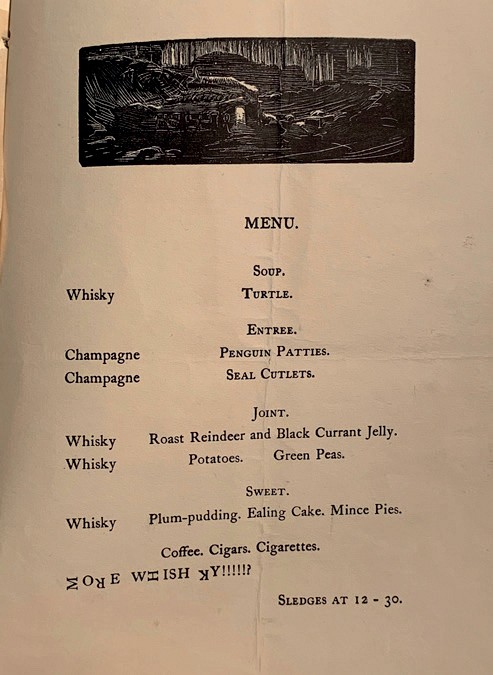 MENU.
SOUP.
Whisky TURTLE.
ENTREE.
Champagne PENGUIN PATTIES.
Champagne SEAL CUTLETS.
JOINT.
Whisky Roast Reindeer and Black Currant Jelly.
Whisky Potatoes. Green Peas.
SWEET.
Whisky Plum-pudding. Ealing Cake. Mince Pies.
Coffee. Cigars. Cigarettes.
MORE WHISH KY!!!!!?
SLEDGES AT 12 - 30.